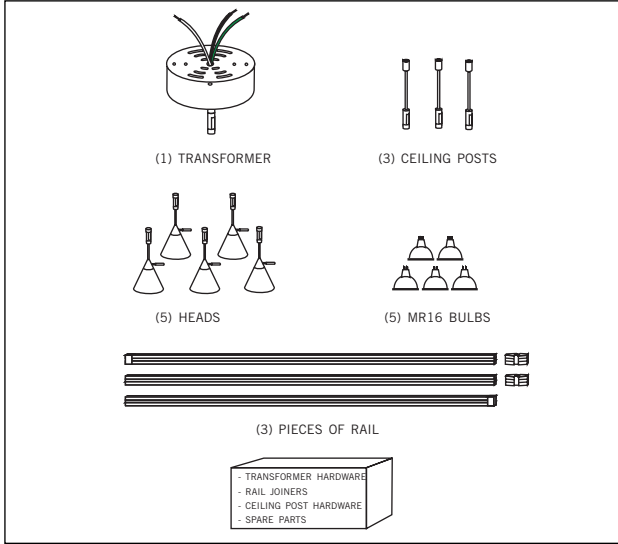 (1) TRANSFORMER
(3) CEILING POSTS
(5) HEADS
(5) MR16 BULBS
(3) PIECES OF RAIL
- TRANSFORMER HARDWARE
- RAIL JOINERS
- CEILING POST HARDWARE
- SPARE PARTS